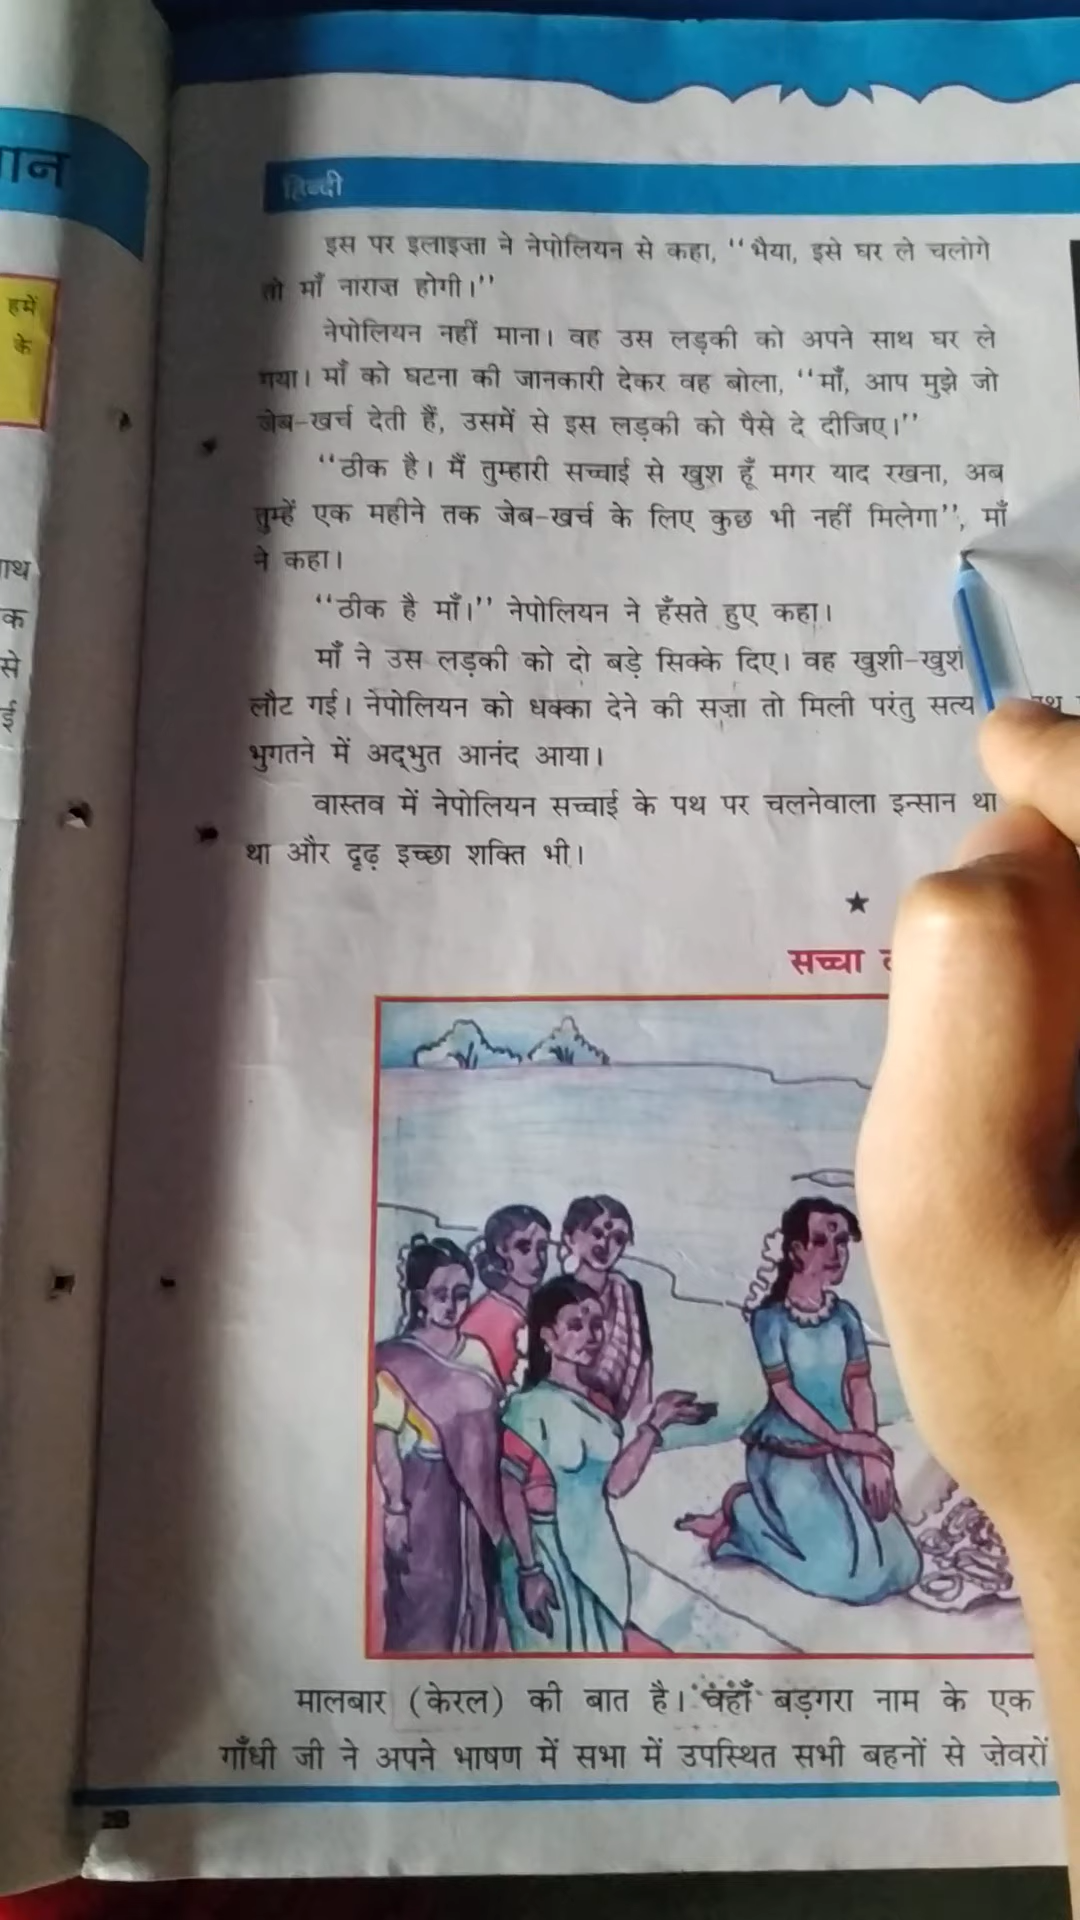 हिन्दी
इस पर इलाइज़ा ने नेपोलियन से कहा, ‘‘भैया, इसे घर ले चलोगे
तो माँ नाराज़ होगी।’’
नेपोलियन नहीं माना। वह उस लड़की को अपने साथ घर ले
गया। माँ को घटना की जानकारी देकर वह बोला, ‘‘माँ, आप मुझे जो
जेब-खर्च देती हैं, उसमें से इस लड़की को पैसे दे दीजिए।’’
‘‘ठीक है। मैं तुम्हारी सच्चाई से खुश हूँ मगर याद रखना, अब
तुम्हें एक महीने तक जेब-खर्च के लिए कुछ भी नहीं मिलेगा’’, माँ
ने कहा।
‘‘ठीक है माँ।’’ नेपोलियन ने हँसते हुए कहा।
माँ ने उस लड़की को दो बड़े सिक्के दिए। वह
लौट गई। नेपोलियन को धक्का देने की सज़ा तो मिली परंतु सत्य
भुगतने में अद्‌भुत आनंद आया।
वास्तव में नेपोलियन सच्चाई के पथ पर चलनेवाला इन्सान था
था और दृढ़ इच्छा शक्ति भी।
सच्चा
मालबार (केरल) की बात है। वहाँ बड़गरा नाम के एक
गाँधी जी ने अपने भाषण में सभा में उपस्थित सभी बहनों से ज़ेवरों
28
हमें
के
क
से